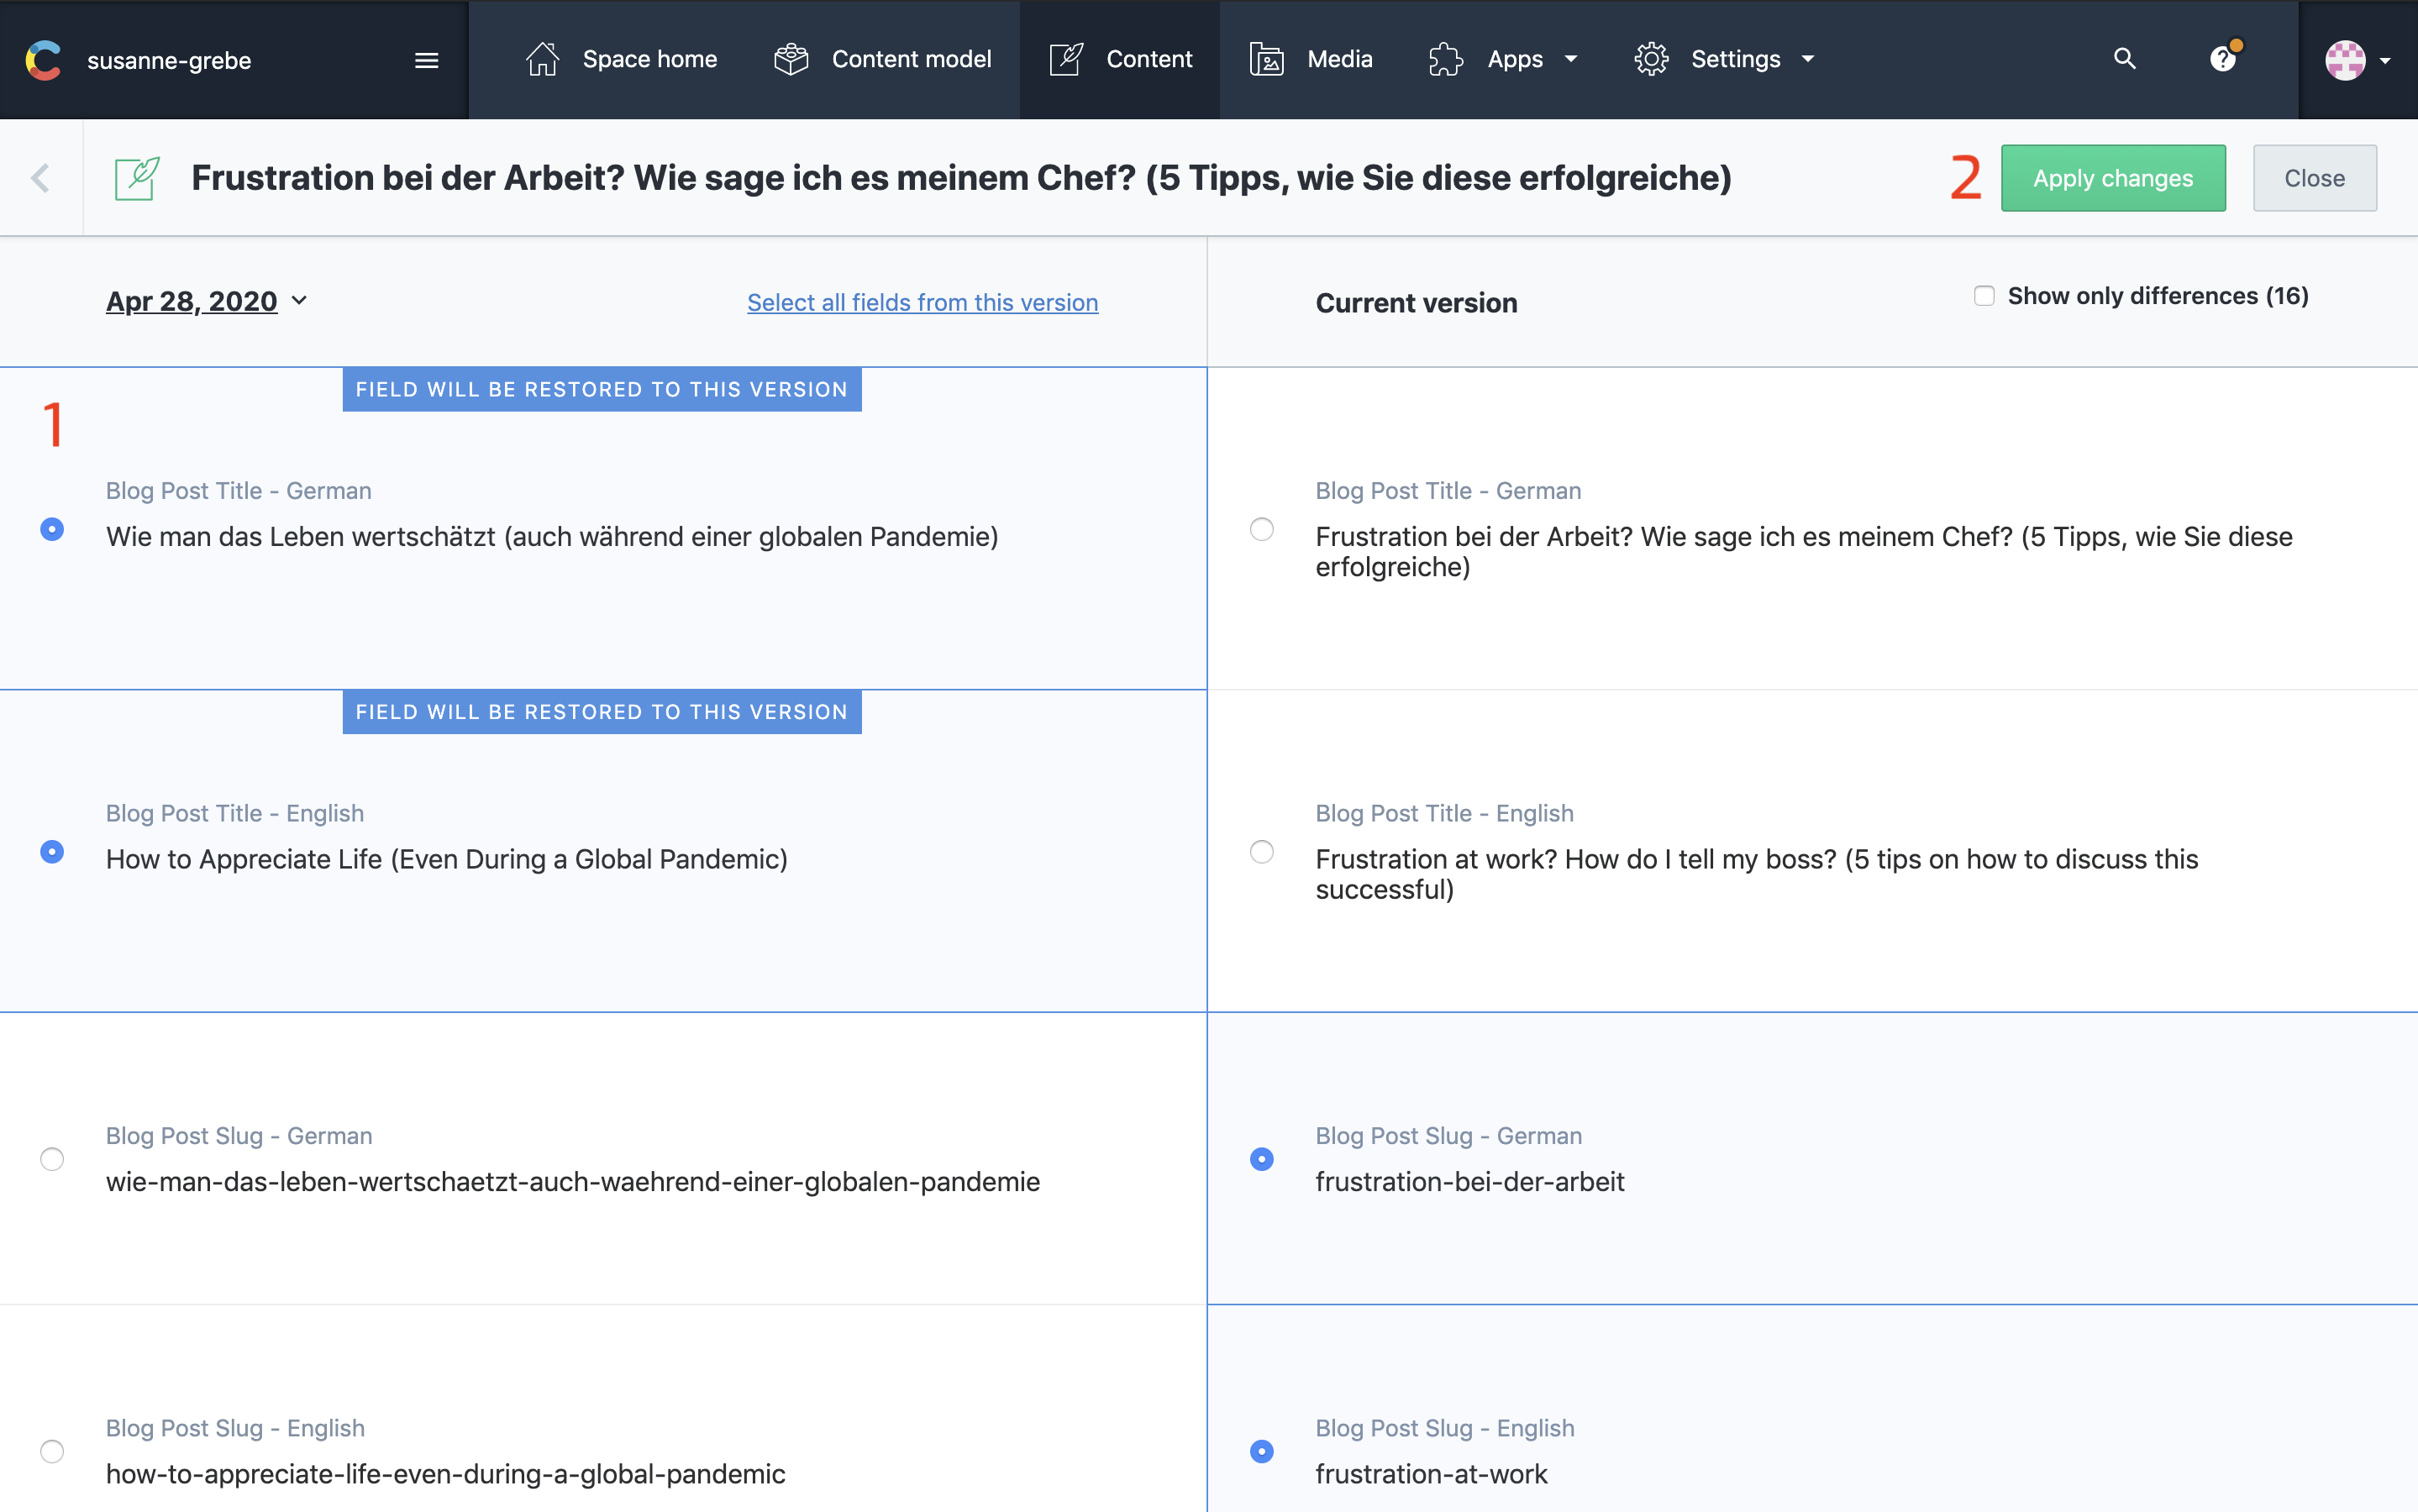 susanne-grebe
Space home
Content model
Content
Media
Apps
Settings
?
Frustration bei der Arbeit? Wie sage ich es meinem Chef? (5 Tipps, wie Sie diese erfolgreiche)
2
Apply changes
Close
Apr 28, 2020
Select all fields from this version
Current version
Show only differences (16)
1
FIELD WILL BE RESTORED TO THIS VERSION
Blog Post Title - German
Wie man das Leben wertschätzt (auch während einer globalen Pandemie)
Blog Post Title - German
Frustration bei der Arbeit? Wie sage ich es meinem Chef? (5 Tipps, wie Sie diese
erfolgreiche)
FIELD WILL BE RESTORED TO THIS VERSION
Blog Post Title - English
How to Appreciate Life (Even During a Global Pandemic)
Blog Post Title - English
Frustration at work? How do I tell my boss? (5 tips on how to discuss this
successful)
Blog Post Slug - German
wie-man-das-leben-wertschaetzt-auch-waehrend-einer-globalen-pandemie
Blog Post Slug - German
frustration-bei-der-arbeit
Blog Post Slug - English
how-to-appreciate-life-even-during-a-global-pandemic
Blog Post Slug - English
frustration-at-work